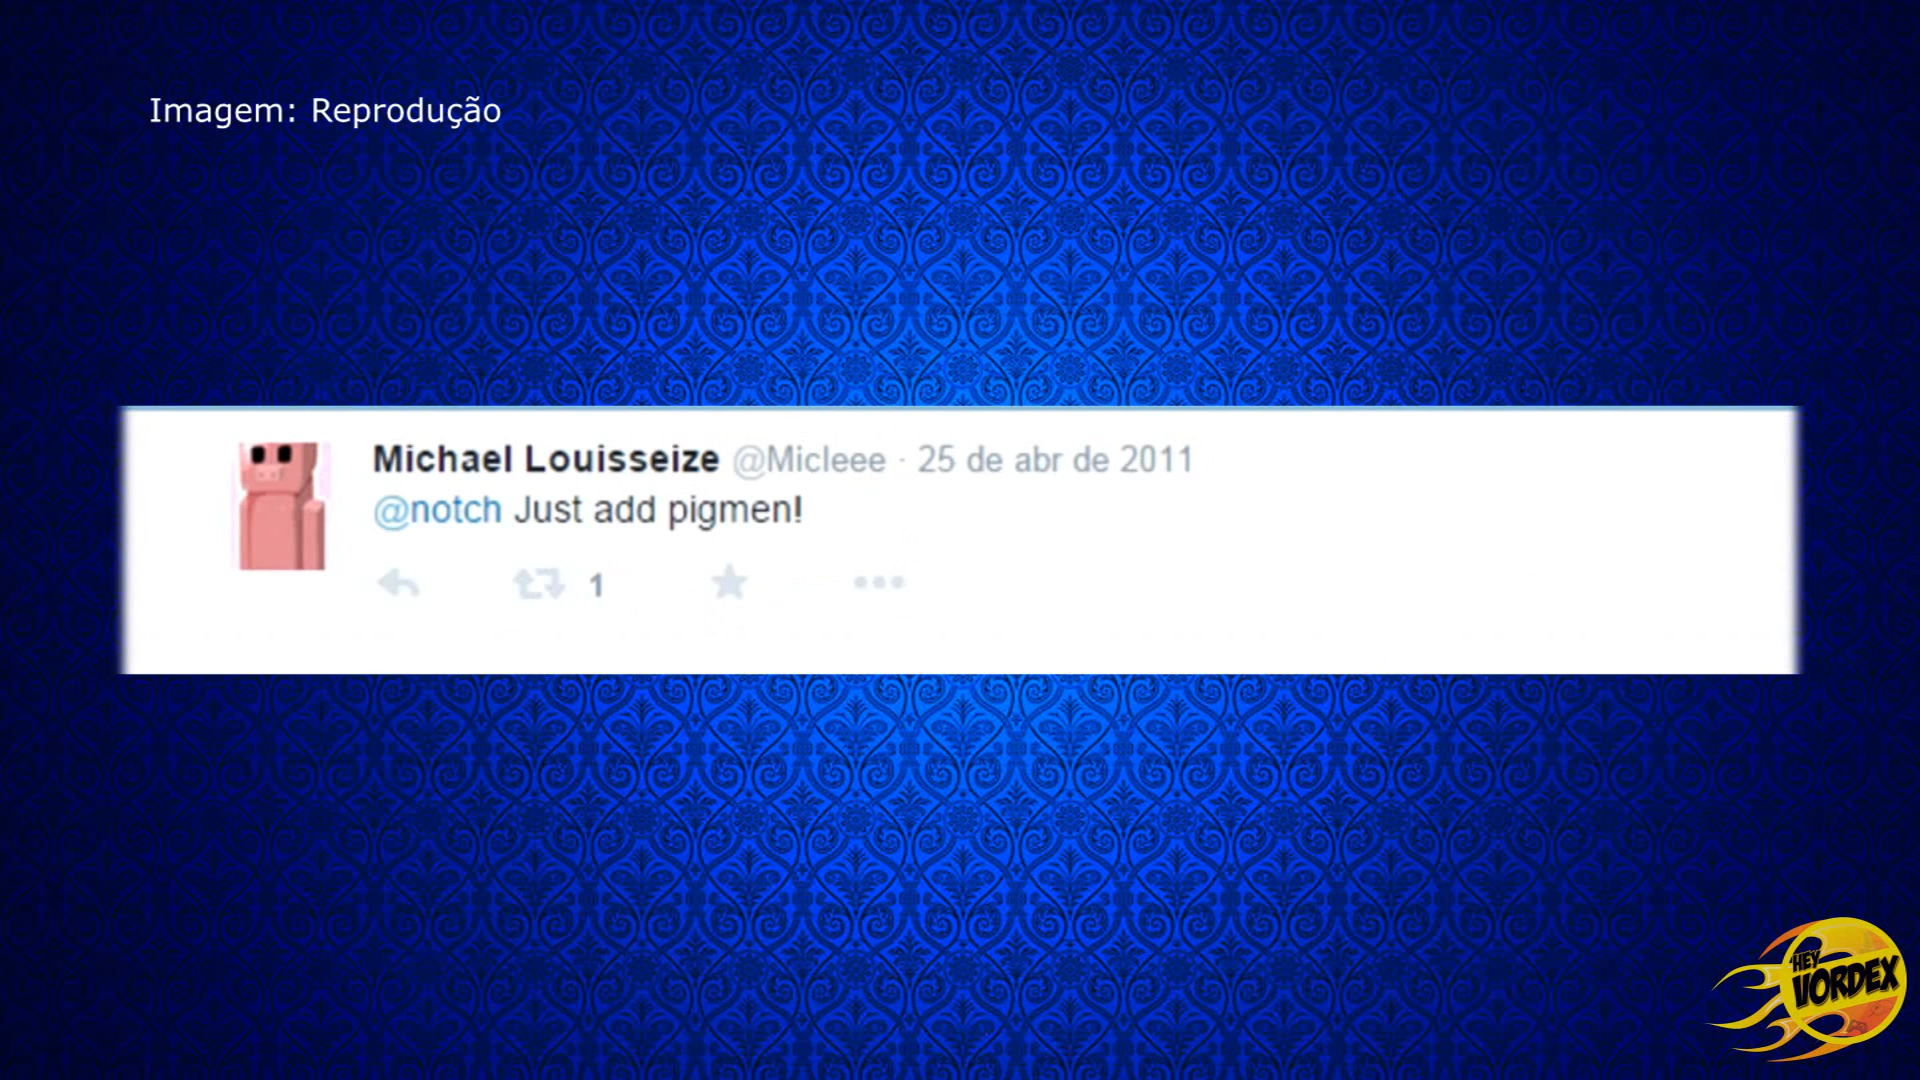 Imagem: Reprodução
Michael Louisseize @Micleee · 25 de abr de 2011
@notch Just add pigmen!
1
HEY
VORDEX